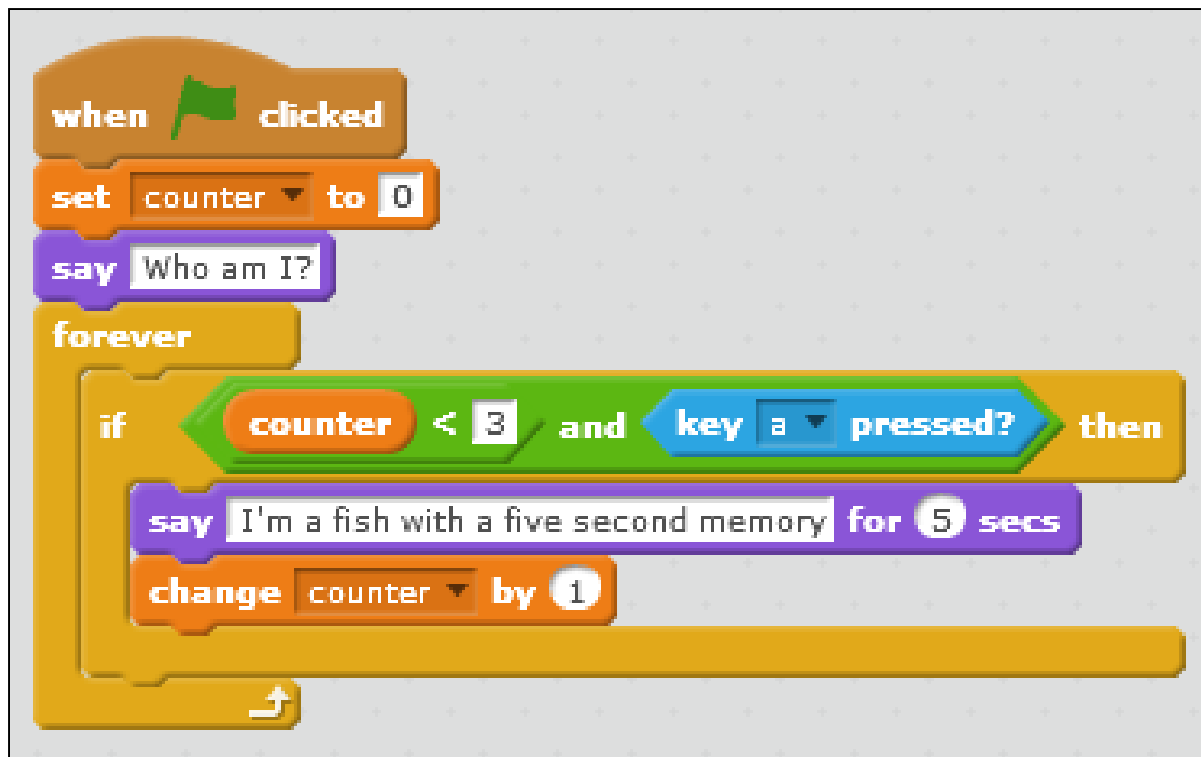 when clicked
set counter to 0
say Who am I?
forever
if counter < 3 and key a pressed? then
say I'm a fish with a five second memory for 5 secs
change counter by 1